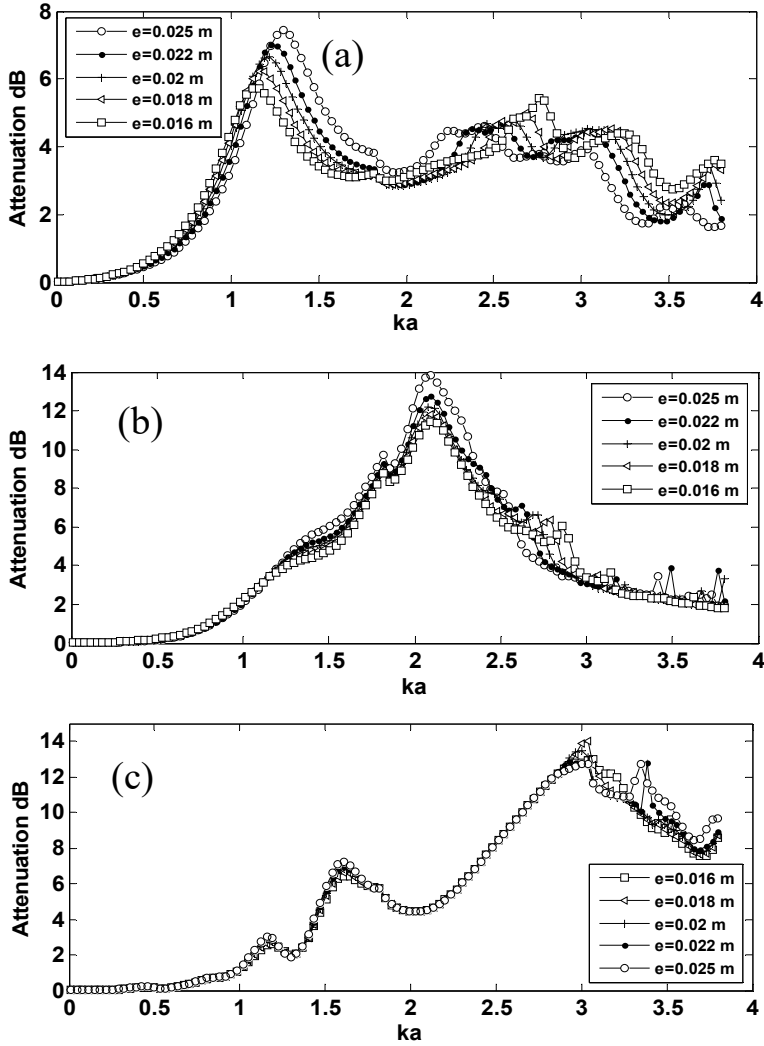 (a)
e=0.025 m
e=0.022 m
e=0.02 m
e=0.018 m
e=0.016 m
Attenuation dB
8
6
4
2
0
0 0.5 1 1.5 2 2.5 3 3.5 4
ka
(b)
e=0.025 m
e=0.022 m
e=0.02 m
e=0.018 m
e=0.016 m
Attenuation dB
14
12
10
8
6
4
2
0
0 0.5 1 1.5 2 2.5 3 3.5 4
ka
(c)
Attenuation dB
14
12
10
8
6
4
2
0
e=0.016 m
e=0.018 m
e=0.02 m
e=0.022 m
e=0.025 m
0 0.5 1 1.5 2 2.5 3 3.5 4
ka